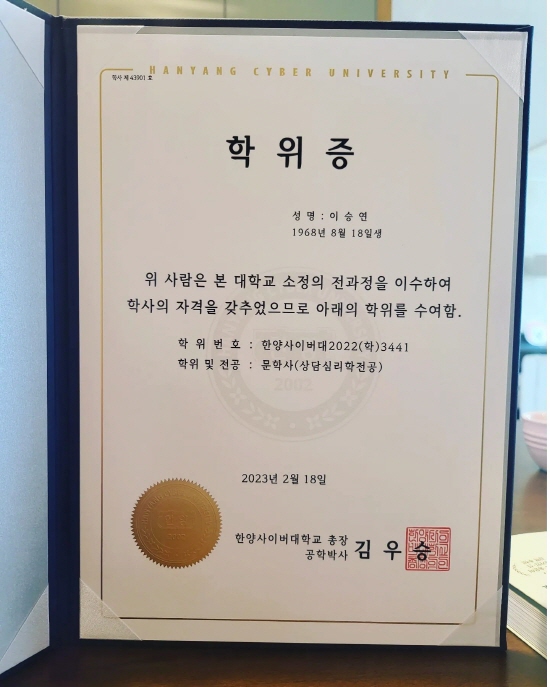 HANYANG CYBER UNIVERSITY
학사 제 43901 호
학위증
성 명 : 이 승 연
1968년 8월 18일생
위 사람은 본 대학교 소정의 전과정을 이수하여
학사의 자격을 갖추었으므로 아래의 학위를 수여함.
학 위 번 호 : 한양사이버대2022(학)3441
학위 및 전공 : 문학사(상담심리학전공)
2002
2023년 2월 18일
한양사이버대학교 총장
공학박사 김 우 승